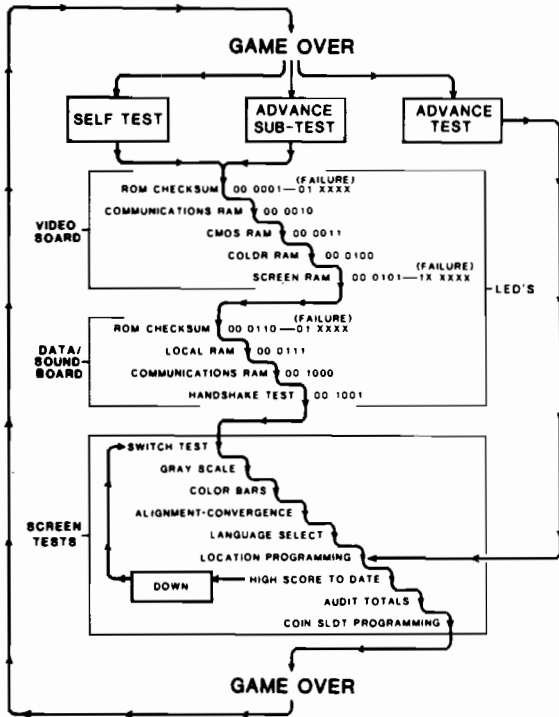 GAME OVER
SELF TEST
ADVANCE
SUB-TEST
ADVANCE
TEST
VIDEO
BOARD
(FAILURE)
ROM CHECKSUM 00 0001—01 XXXX
COMMUNICATIONS RAM 00 0010
CMOS RAM 00 0011
COLDR RAM 00 0100
(FAILURE)
SCREEN RAM 00 0101—1X XXXX
LED'S
DATA/
SOUND
BOARD
(FAILURE)
ROM CHECKSUM 00 0110—01 XXXX
LOCAL RAM 00 0111
COMMUNICATIONS RAM 00 1000
HANDSHAKE TEST 00 1001
SCREEN
TESTS
SWITCH TEST
GRAY SCALE
COLOR BARS
ALIGNMENT-CONVERGENCE
LANGUAGE SELECT
LOCATION PROGRAMMING
DOWN
HIGH SCORE TO DATE
AUDIT TOTALS
COIN SLDT PROGRAMMING
GAME OVER